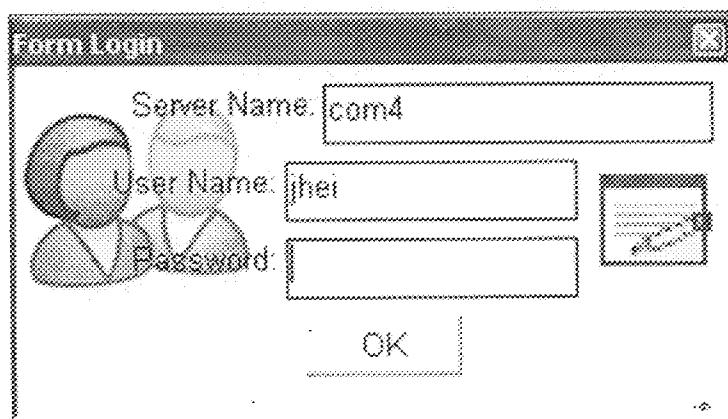 Form Login
Server Name: com4
User Name: jhei
Password:
OK